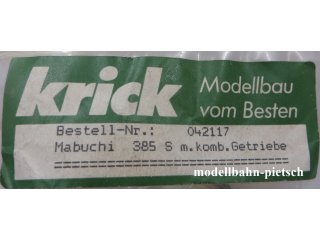 krick
Modellbau
vom Besten
Bestell-Nr.: 042117
Mabuchi 385 S m.komb.Getriebe
==============================
modellbahn-pietsch